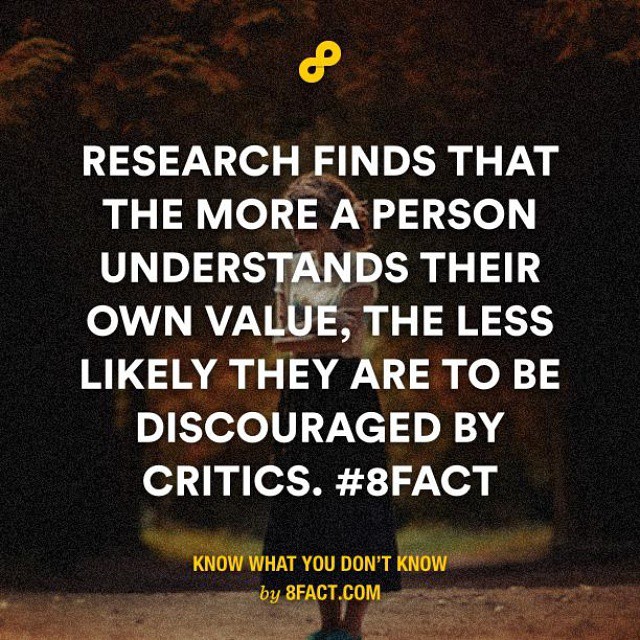 RESEARCH FINDS THAT
THE MORE A PERSON
UNDERSTANDS THEIR
OWN VALUE, THE LESS
LIKELY THEY ARE TO BE
DISCOURAGED BY
CRITICS. #8FACT
KNOW WHAT YOU DON'T KNOW
by 8FACT.COM